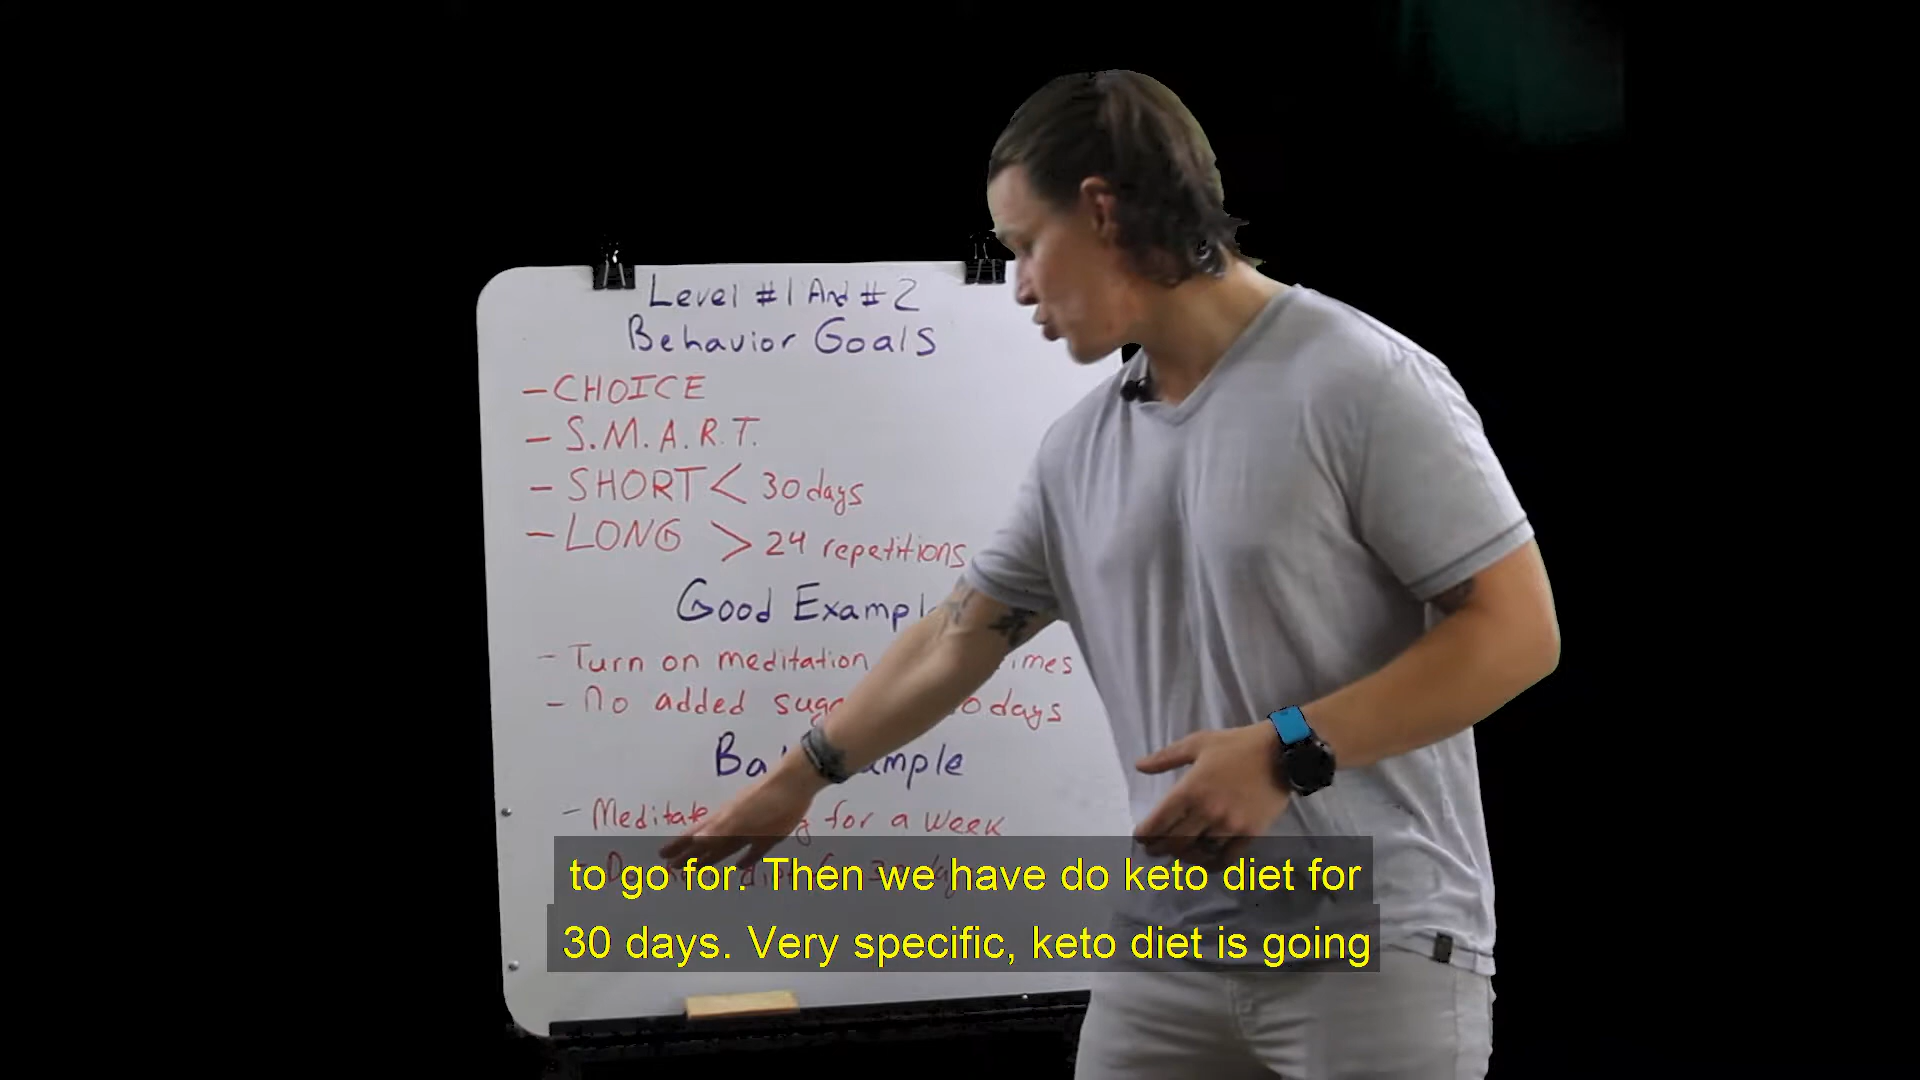 Level #1 And #2
Behavior Goals
- CHOICE
- S.M.A.R.T.
- SHORT < 30 days
- LONG > 24 repetitions
Good Exampl
- Turn on meditation imes
- No added days
Ba mple
- Meditate for a week
to go for. Then we have do keto diet for
30 days. Very specific, keto diet is going